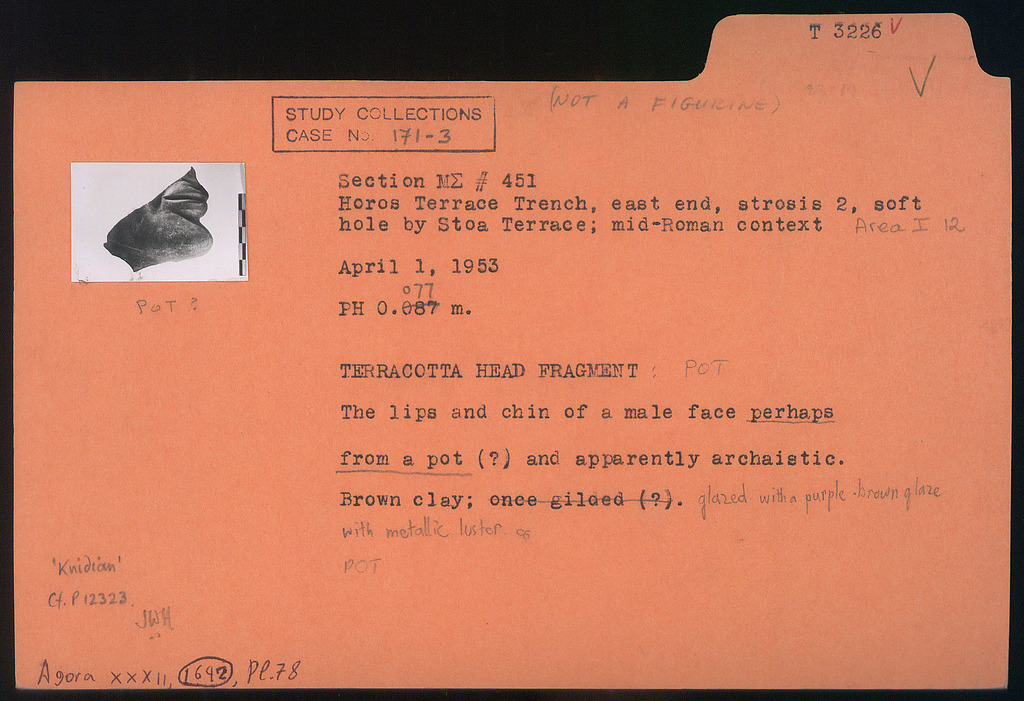 T 3226 V
V
(NOT A FIGURINE)
STUDY COLLECTIONS
CASE No. 171-3
Section ΜΣ # 451
Horos Terrace Trench, east end, strosis 2, soft
hole by Stoa Terrace; mid-Roman context Area I 12
April 1, 1953
077
PH 0.087 m.
POT ?
TERRACOTTA HEAD FRAGMENT : POT
The lips and chin of a male face perhaps
from a pot (?) and apparently archaistic.
Brown clay; once gilded (?). glazed with a purple-brown glaze
with metallic luster.
POT
'Knidian'
Cf. P 12323.
JWH
Agora XXXII, 1692, Pl.78